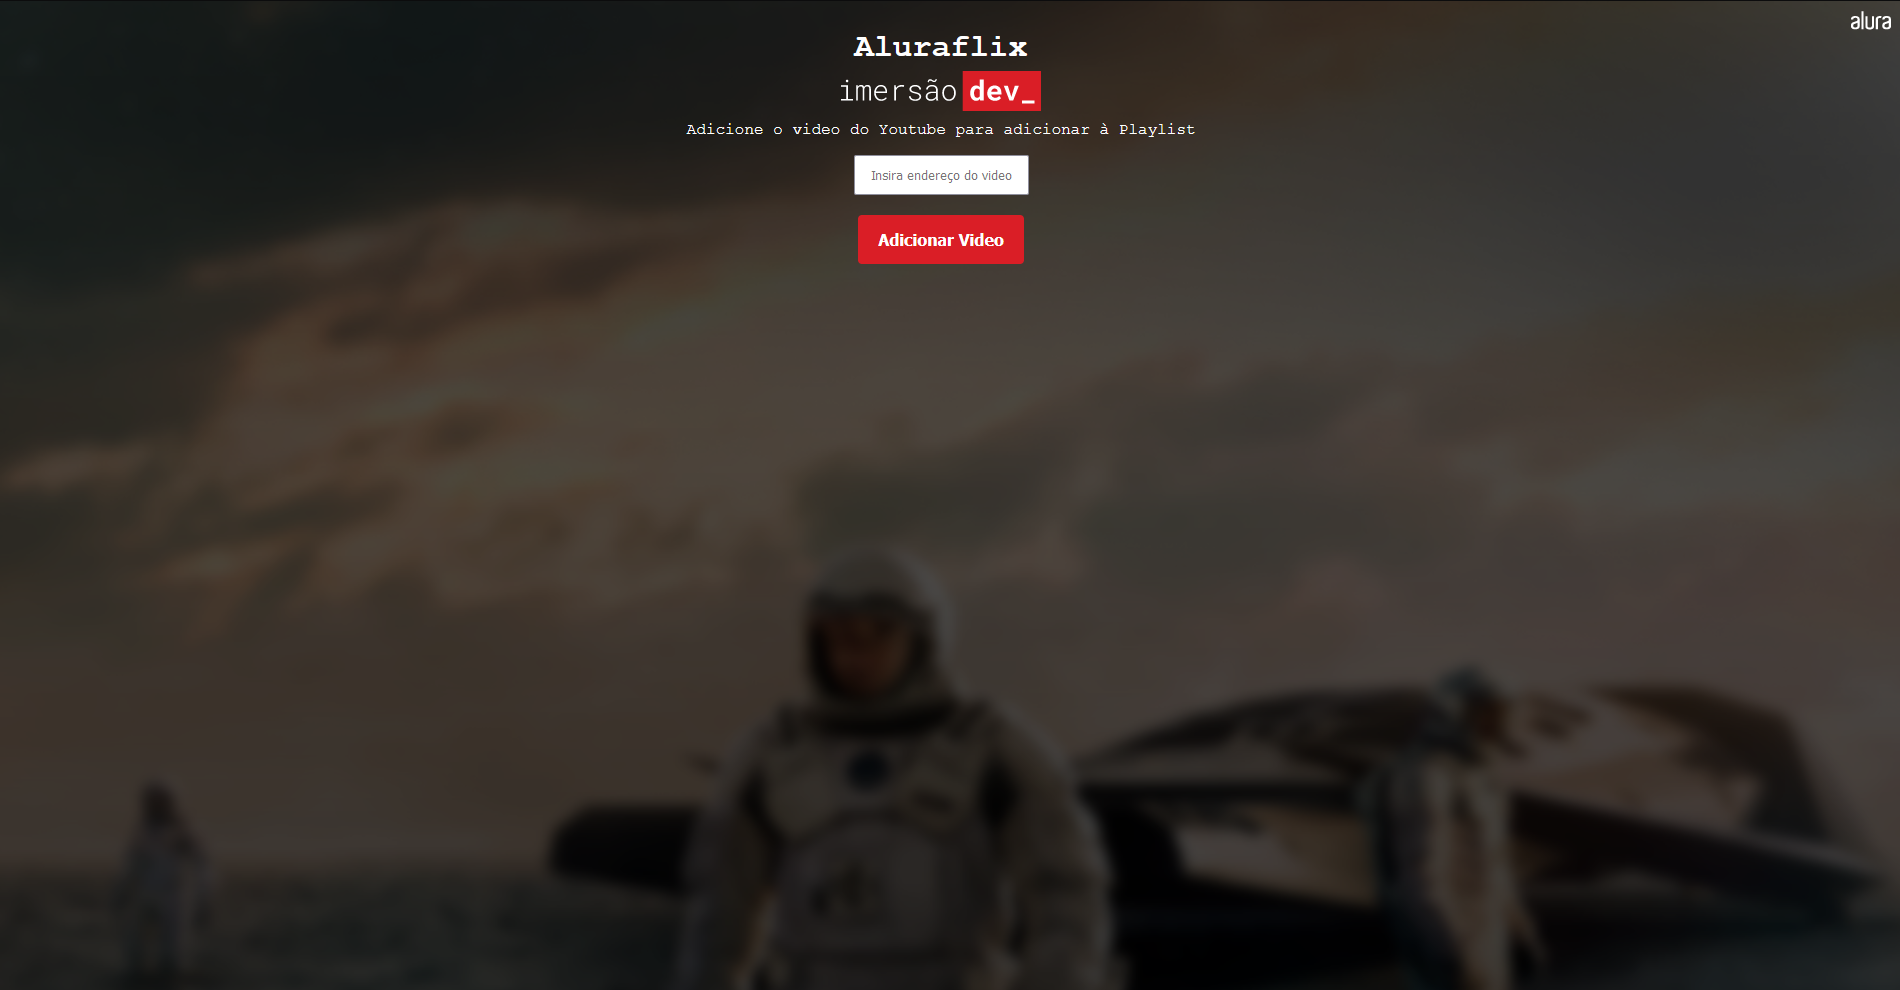 alura
Aluraflix
imersão dev_
Adicione o video do Youtube para adicionar à Playlist
Insira endereço do video
Adicionar Video